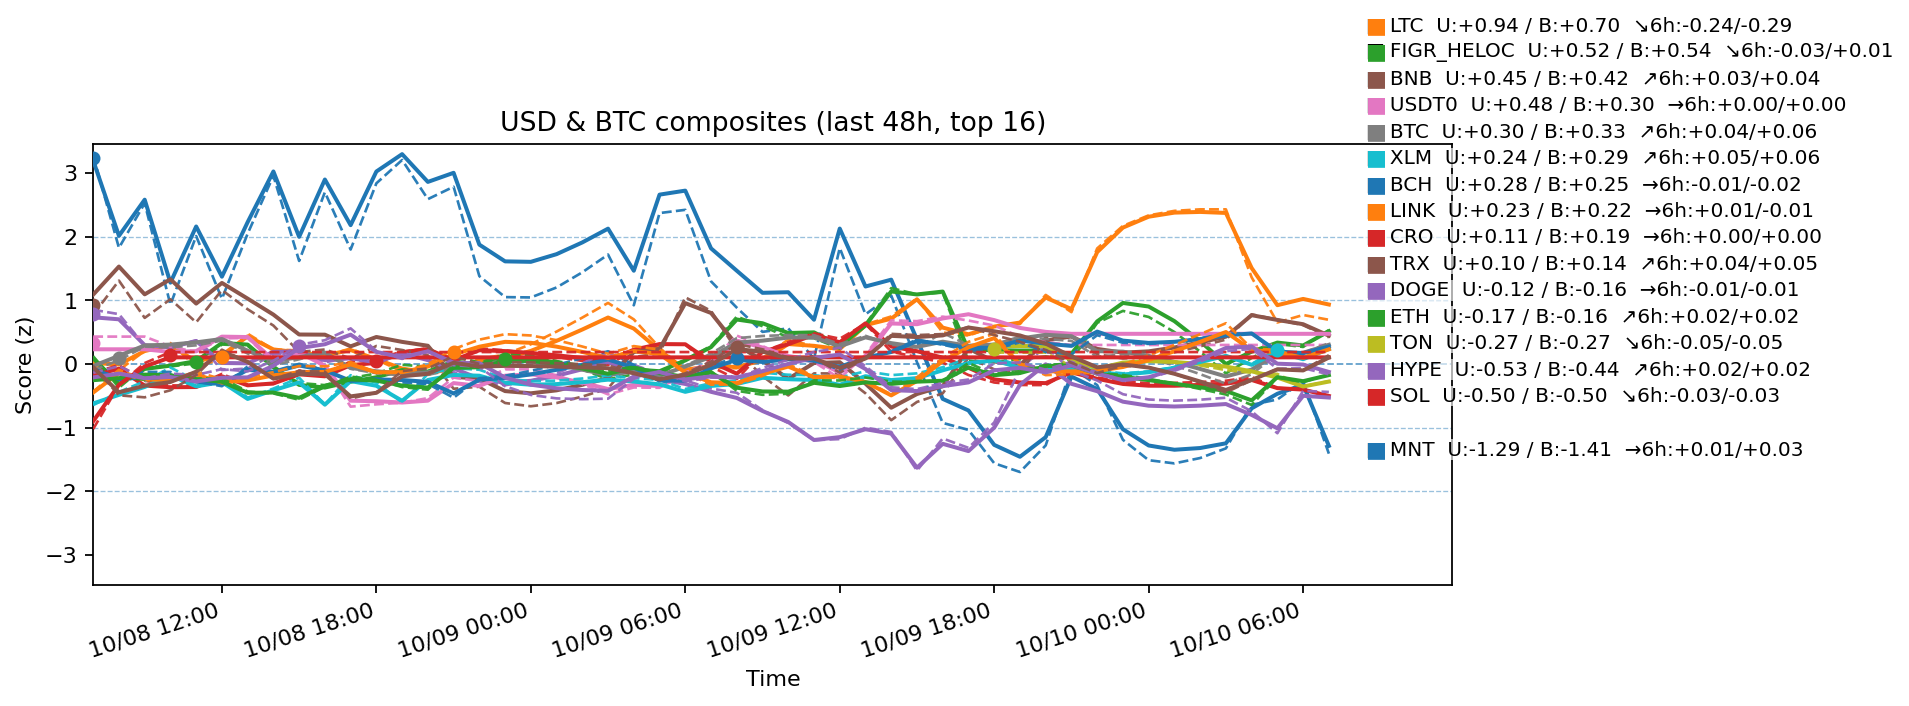 LTC  U:+0.94 / B:+0.70  ↘6h:-0.24/-0.29
FIGR_HELOC  U:+0.52 / B:+0.54  ↘6h:-0.03/+0.01
BNB  U:+0.45 / B:+0.42  ↗6h:+0.03/+0.04
USDT0  U:+0.48 / B:+0.30  →6h:+0.00/+0.00
USD & BTC composites (last 48h, top 16)
BTC  U:+0.30 / B:+0.33  ↗6h:+0.04/+0.06
XLM  U:+0.24 / B:+0.29  ↗6h:+0.05/+0.06
BCH  U:+0.28 / B:+0.25  →6h:-0.01/-0.02
LINK  U:+0.23 / B:+0.22  →6h:+0.01/-0.01
CRO  U:+0.11 / B:+0.19  →6h:+0.00/+0.00
TRX  U:+0.10 / B:+0.14  ↗6h:+0.04/+0.05
DOGE  U:-0.12 / B:-0.16  →6h:-0.01/-0.01
ETH  U:-0.17 / B:-0.16  ↗6h:+0.02/+0.02
TON  U:-0.27 / B:-0.27  ↘6h:-0.05/-0.05
HYPE  U:-0.53 / B:-0.44  ↗6h:+0.02/+0.02
SOL  U:-0.50 / B:-0.50  ↘6h:-0.03/-0.03
MNT  U:-1.29 / B:-1.41  →6h:+0.01/+0.03
Score (z)
3
2
1
0
−1
−2
−3
10/08 12:00
10/08 18:00
10/09 00:00
10/09 06:00
10/09 12:00
10/09 18:00
10/10 00:00
10/10 06:00
Time